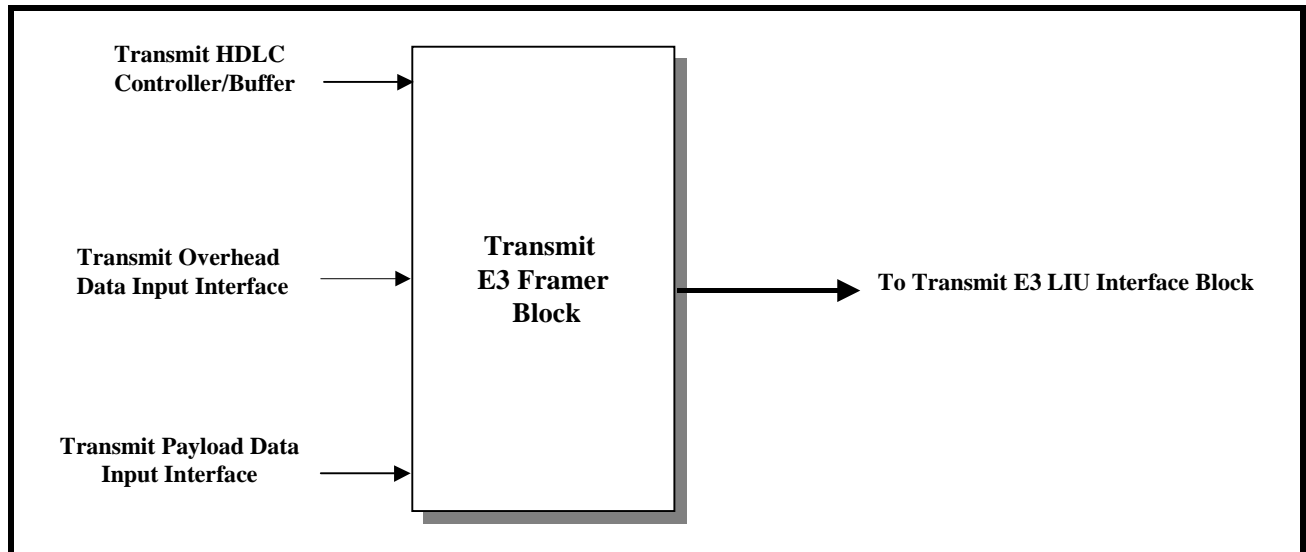 Transmit HDLC
Controller/Buffer
Transmit Overhead
Data Input Interface
Transmit Payload Data
Input Interface
Transmit
E3 Framer
Block
To Transmit E3 LIU Interface Block